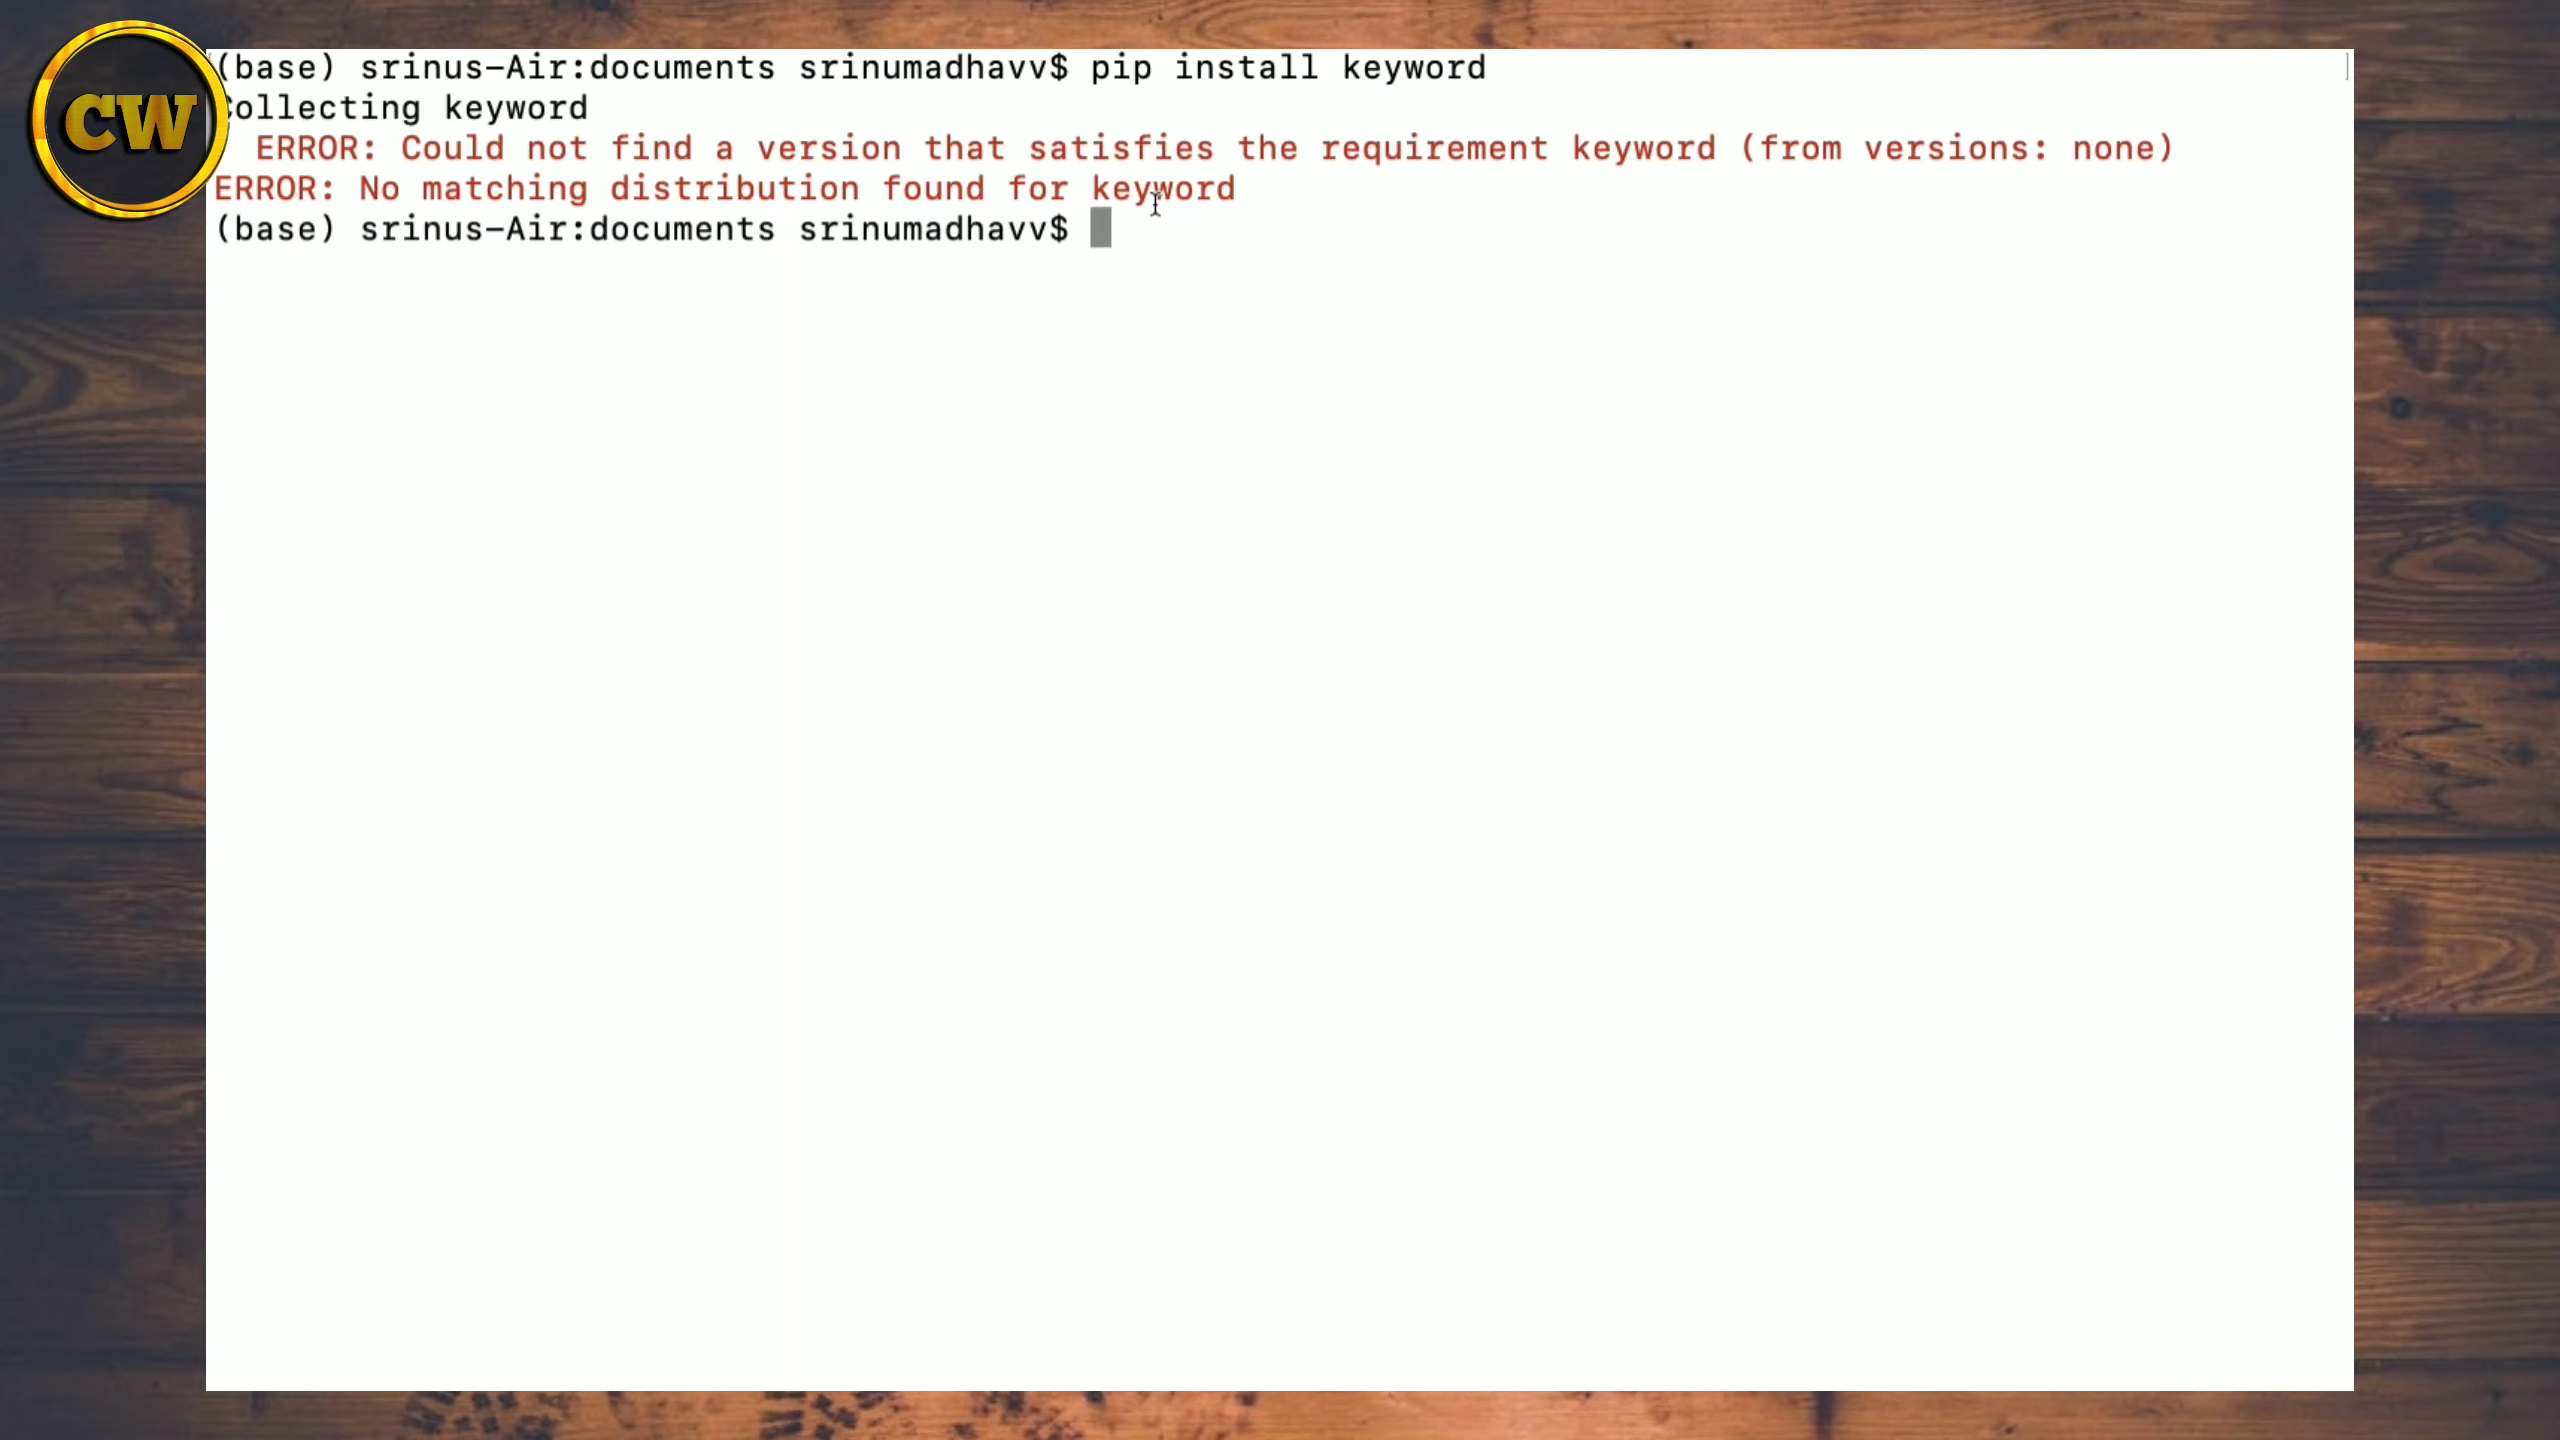 CW
(base) srinus-Air:documents srinumadhavv$ pip install keyword
Collecting keyword
ERROR: Could not find a version that satisfies the requirement keyword (from versions: none)
ERROR: No matching distribution found for keyword
(base) srinus-Air:documents srinumadhavv$